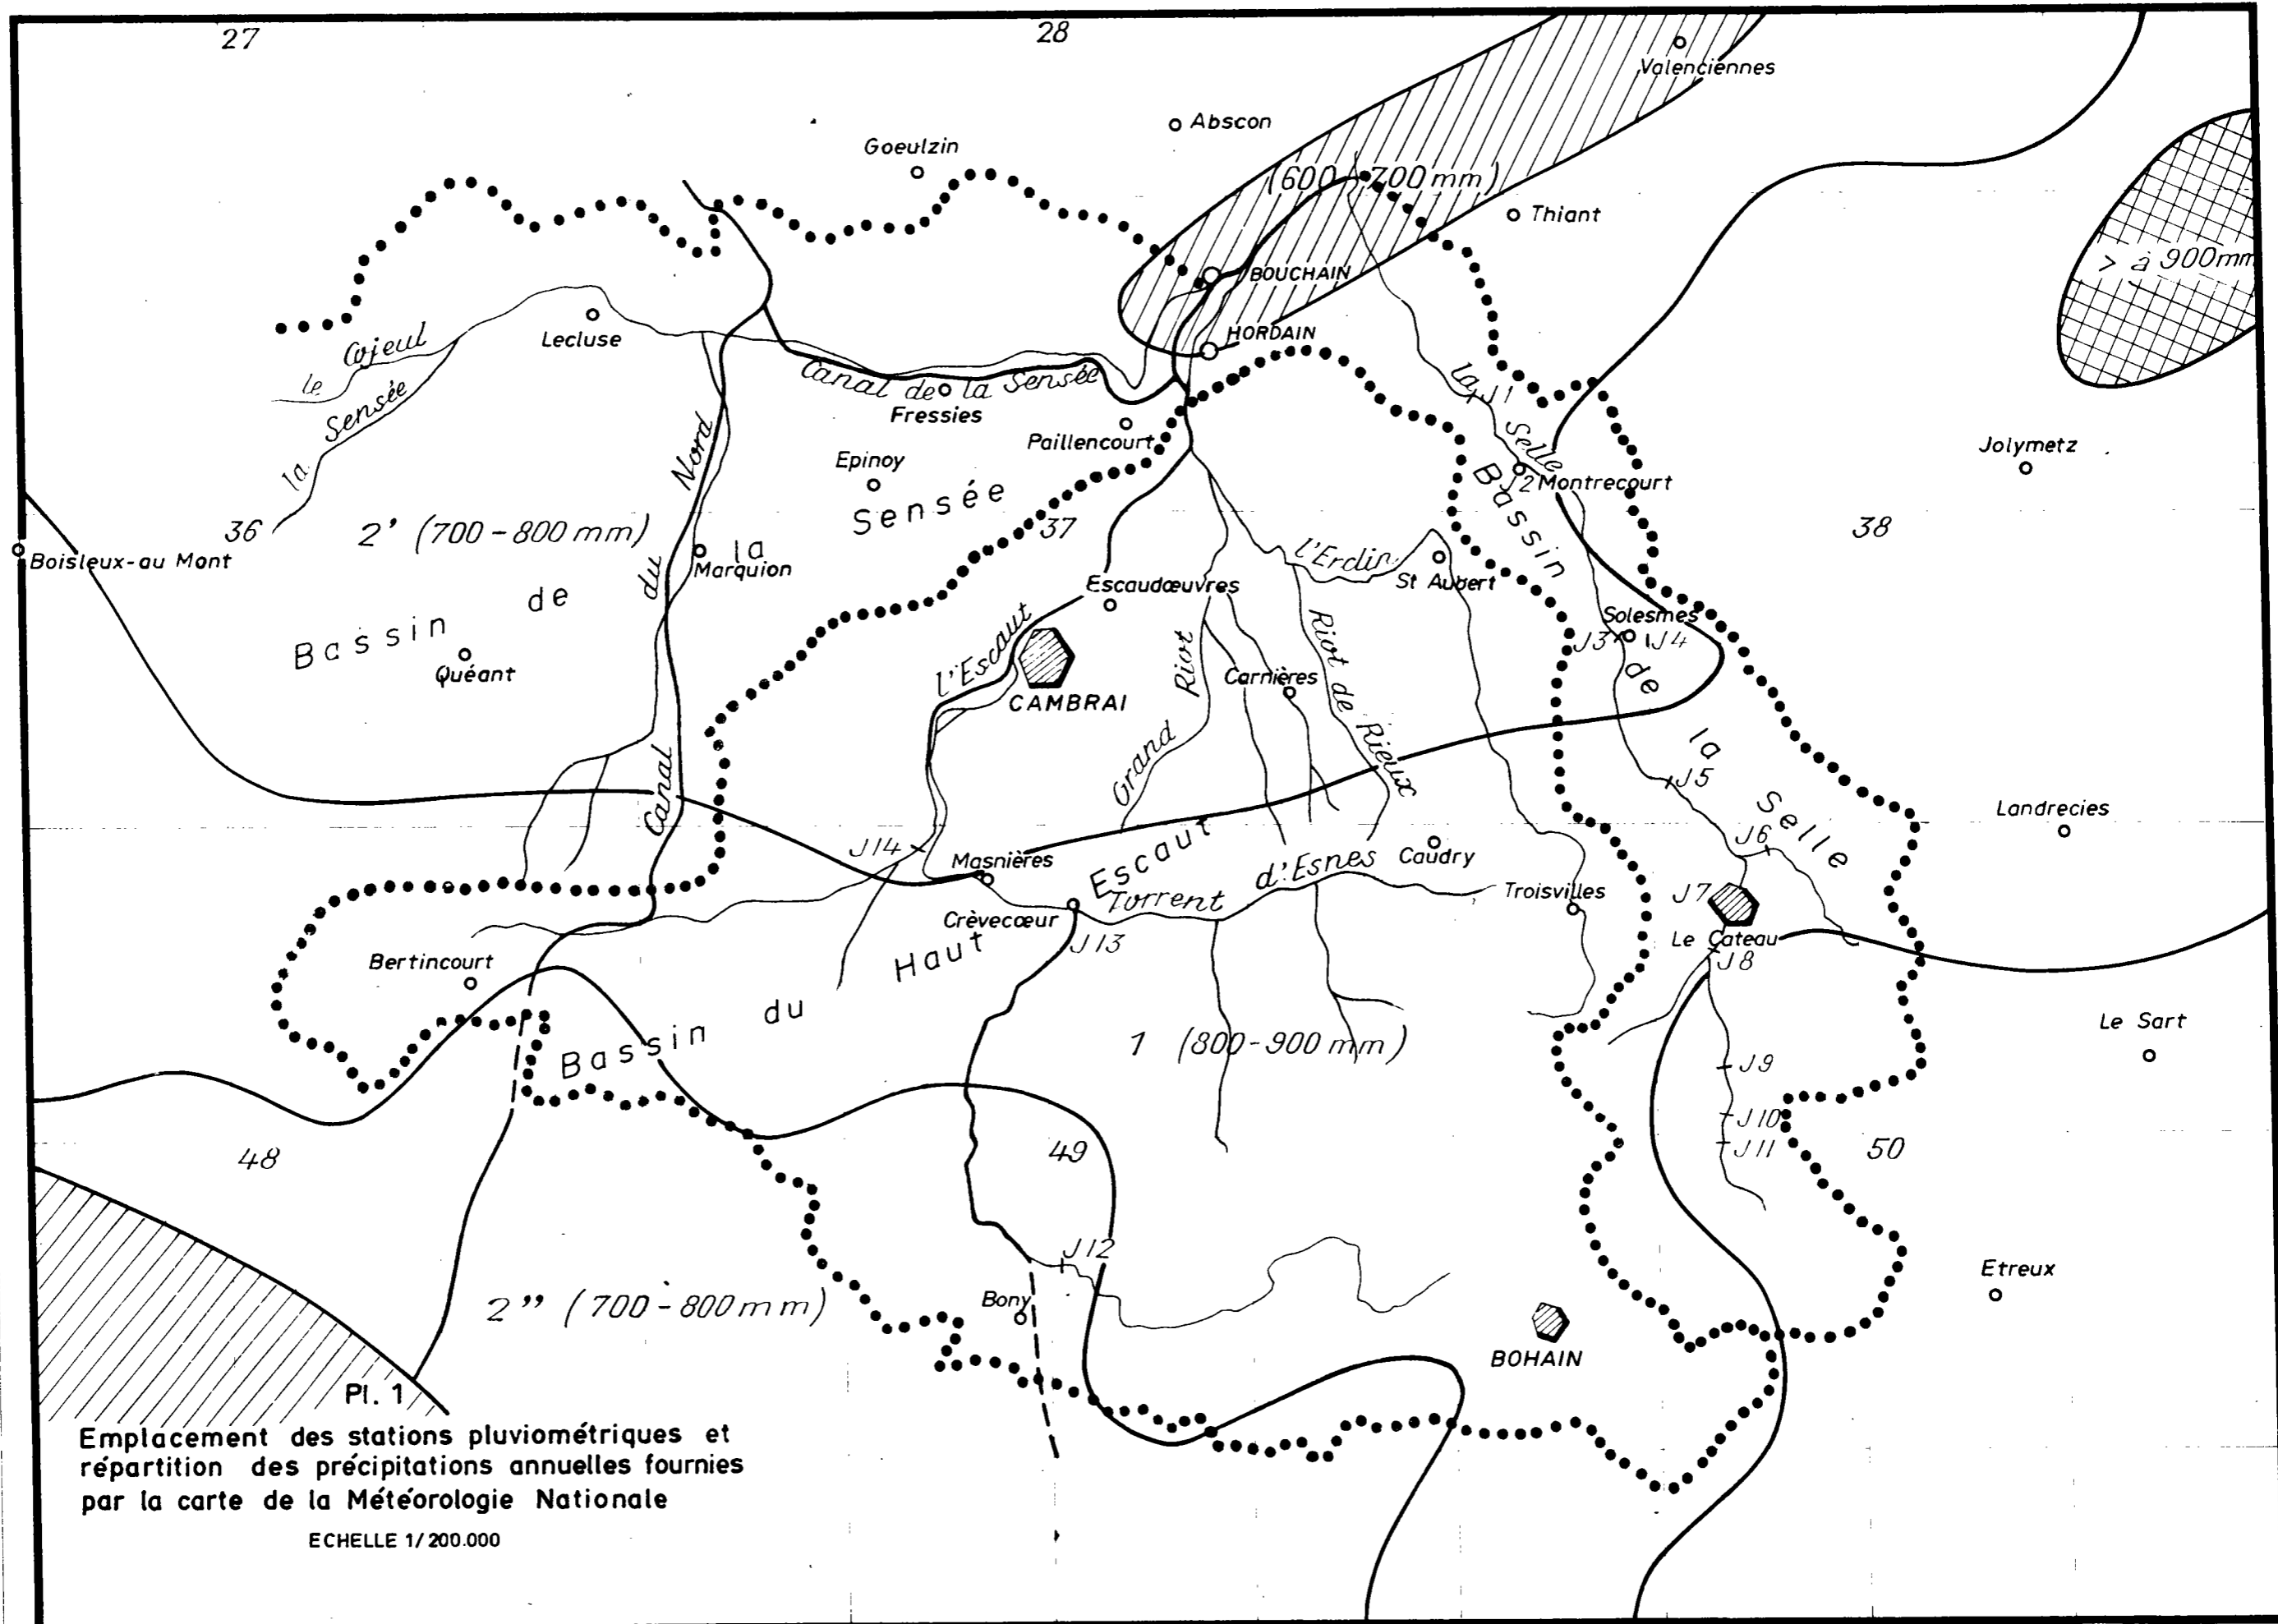 27
28
Valenciennes
Abscon
Goeulzin
(600-700mm)
Thiant
> à 900mm
BOUCHAIN
HORDAIN
Lecluse
le Cojeul
la Sensée
Canal de la Sensée
Fressies
la Selle
J1
Paillencourt
Epinoy
Jolymetz
J2
Montrecourt
36
2' (700-800mm)
37
38
Boisleux-au Mont
Marquion
Canal du Nord
Bassin de la Sensée
l'Erclin
St Aubert
Escaudœuvres
l'Escaut
CAMBRAI
Quéant
Grand Riot
Carnières
Riot de Rieux
Solesmes
J3
J4
Bassin de la Selle
J5
J6
Landrecies
J14
Masnières
Caudry
Troisvilles
J7
Torrent d'Esnes
Crèvecœur
J13
Le Cateau
J8
Bertincourt
Bassin du Haut Escaut
1 (800-900mm)
Le Sart
J9
J10
J11
48
49
50
J12
Bony
2'' (700-800mm)
Etreux
BOHAIN
Pl. 1
Emplacement des stations pluviométriques et
répartition des précipitations annuelles fournies
par la carte de la Météorologie Nationale
ECHELLE 1/200.000